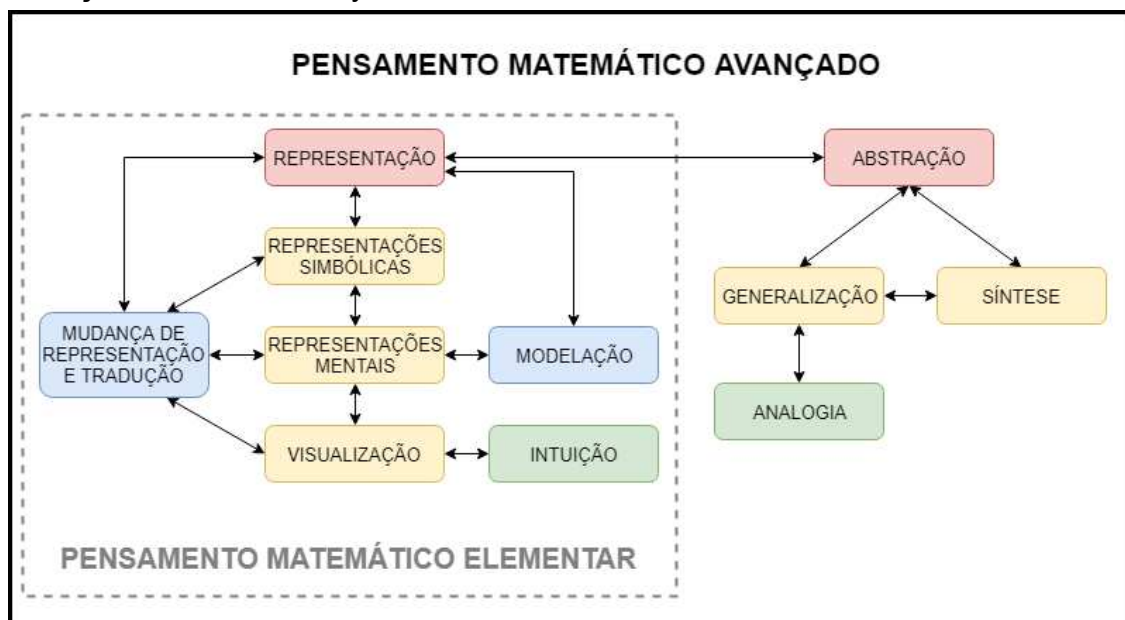 PENSAMENTO MATEMÁTICO AVANÇADO
REPRESENTAÇÃO
ABSTRAÇÃO
REPRESENTAÇÕES
SIMBÓLICAS
GENERALIZAÇÃO
SÍNTESE
MUDANÇA DE
REPRESENTAÇÃO
E TRADUÇÃO
REPRESENTAÇÕES
MENTAIS
MODELAÇÃO
ANALOGIA
VISUALIZAÇÃO
INTUIÇÃO
PENSAMENTO MATEMÁTICO ELEMENTAR